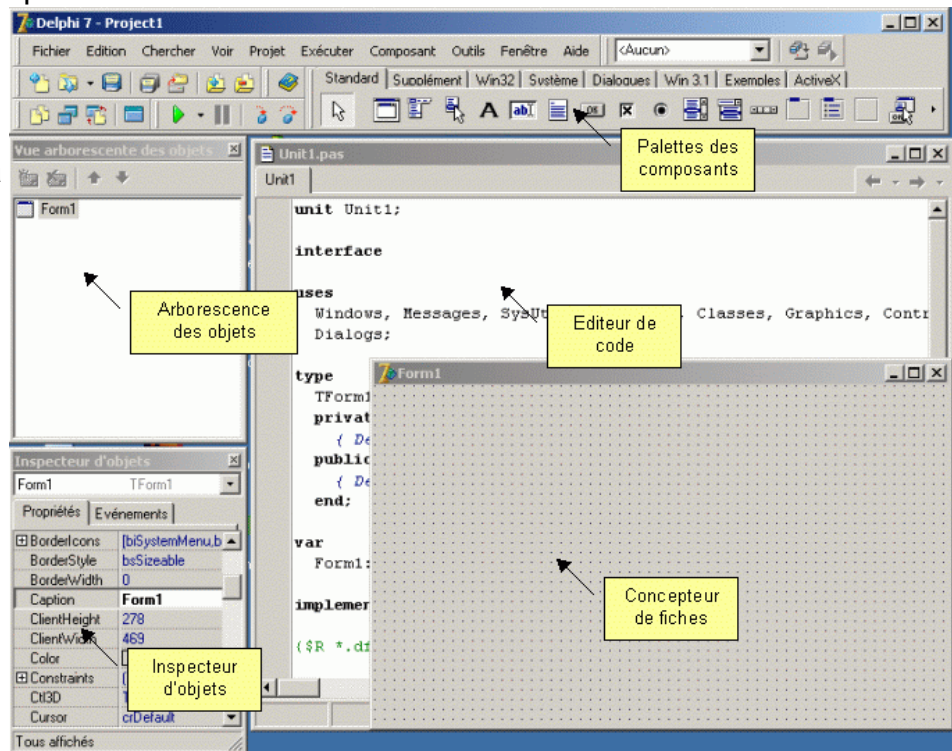 Delphi 7 - Project1
Fichier Edition Chercher Voir Projet Exécuter Composant Outils Fenêtre Aide <Aucun>
Standard Supplément Win32 Système Dialogues Win 3.1 Exemples ActiveX
A ab OK
Palettes des
composants
Vue arborescente des objets
Form1
Arborescence
des objets
Unit1.pas
Unit1
unit Unit1;
interface
uses
Windows, Messages, Classes, Graphics,
Dialogs;
Editeur de
code
type
end;
var
Form1:
Form1
Concepteur
de fiches
Inspecteur d'objets
Form1 TForm1
Propriétés Evénements
BorderIcons [biSystemMenu,b
BorderStyle bsSizeable
BorderWidth 0
Caption Form1
ClientHeight 278
ClientWidth 469
Color
Constraints
Ctl3D
Cursor crDefault
Tous affichés
Inspecteur
d'objets